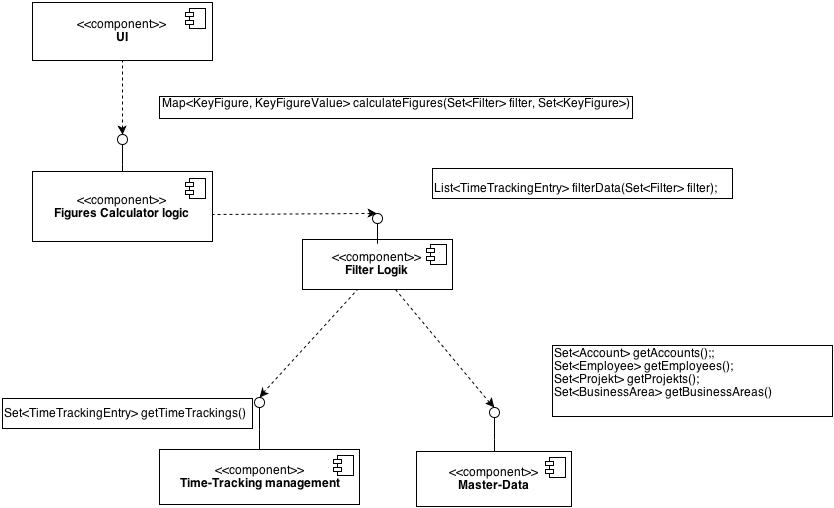 <<component>>
UI
Map<KeyFigure, KeyFigureValue> calculateFigures(Set<Filter> filter, Set<KeyFigure>)
<<component>>
Figures Calculator logic
List<TimeTrackingEntry> filterData(Set<Filter> filter);
<<component>>
Filter Logik
Set<Account> getAccounts();;
Set<Employee> getEmployees();
Set<Projekt> getProjekts();
Set<BusinessArea> getBusinessAreas()
Set<TimeTrackingEntry> getTimeTrackings()
<<component>>
Time-Tracking management
<<component>>
Master-Data